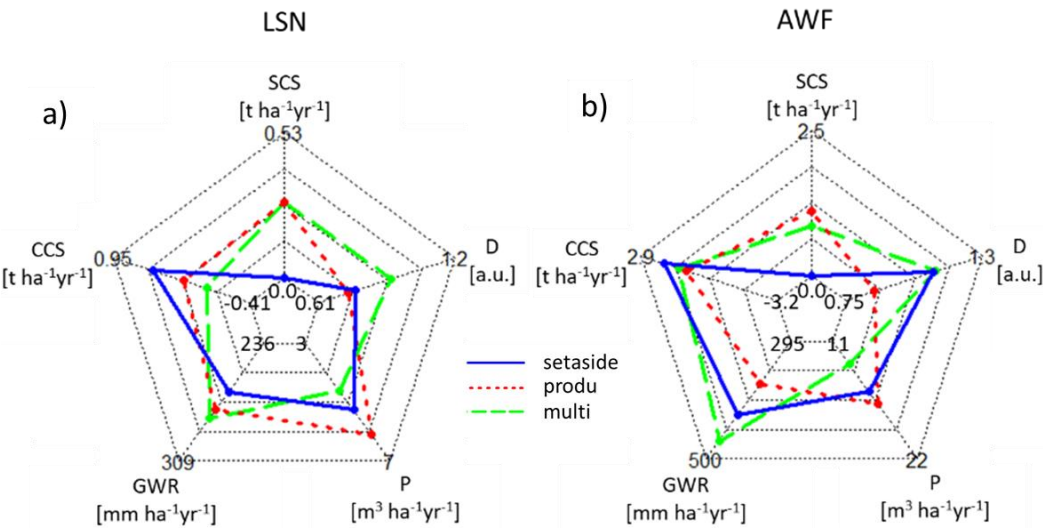 LSN
AWF
a)
SCS
[t ha⁻¹yr⁻¹]
0.53
CCS
[t ha⁻¹yr⁻¹]
0.95
D
[a.u.]
1.2
0.0
-0.41
0.61
236
3
309
GWR
[mm ha⁻¹yr⁻¹]
7
P
[m³ ha⁻¹yr⁻¹]
setaside
produ
multi
b)
SCS
[t ha⁻¹yr⁻¹]
2.5
CCS
[t ha⁻¹yr⁻¹]
2.9
D
[a.u.]
1.3
0.0
-3.2
0.75
295
11
500
GWR
[mm ha⁻¹yr⁻¹]
22
P
[m³ ha⁻¹yr⁻¹]